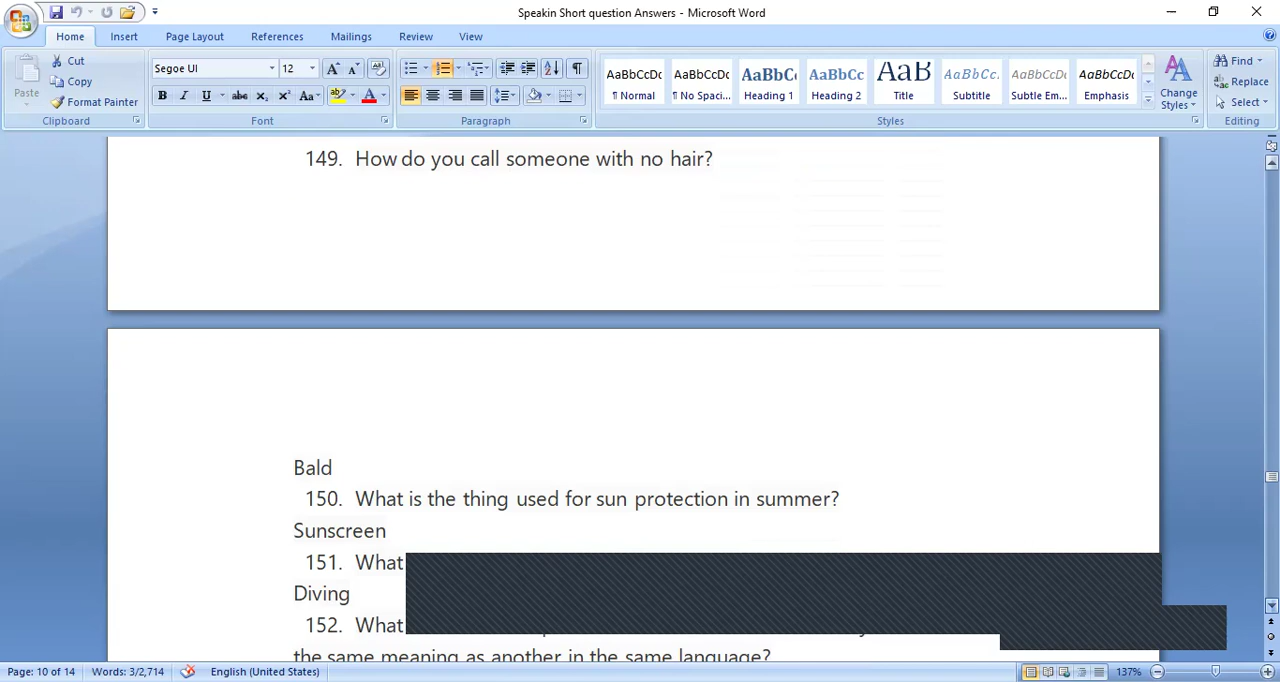 Speakin Short question Answers - Microsoft Word
Home Insert Page Layout References Mailings Review View
Paste Cut Copy Format Painter Clipboard
Segoe UI 12 Font
Paragraph
AaBbCcDc AaBbCcDc AaBbC AaBbCc AaB AaBbCc. AaBbCcDc AaBbCcDc
¶ Normal ¶ No Spaci... Heading 1 Heading 2 Title Subtitle Subtle Em... Emphasis
Change Styles
Styles
Find Replace Select Editing
149. How do you call someone with no hair?
Bald
150. What is the thing used for sun protection in summer?
Sunscreen
151. What
Diving
152. What
the same meaning as another in the same language?
Page: 10 of 14 Words: 3/2,714 English (United States) 137%